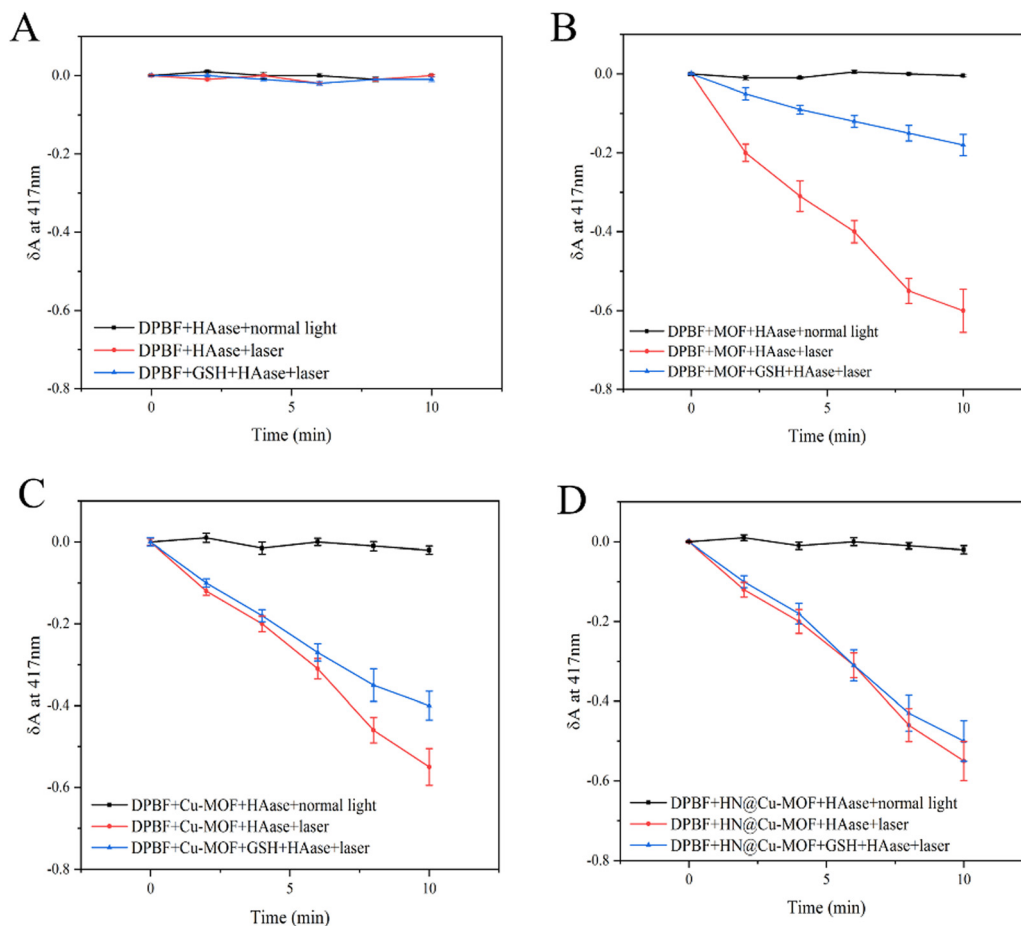 A
0.0
-0.2
-0.4
-0.6
-0.8
δA at 417nm
DPBF+HAase+normal light
DPBF+HAase+laser
DPBF+GSH+HAase+laser
0 5 10
Time (min)
B
0.0
-0.2
-0.4
-0.6
-0.8
δA at 417nm
DPBF+MOF+HAase+normal light
DPBF+MOF+HAase+laser
DPBF+MOF+GSH+HAase+laser
0 5 10
Time (min)
C
0.0
-0.2
-0.4
-0.6
-0.8
δA at 417nm
DPBF+Cu-MOF+HAase+normal light
DPBF+Cu-MOF+HAase+laser
DPBF+Cu-MOF+GSH+HAase+laser
0 5 10
Time (min)
D
0.0
-0.2
-0.4
-0.6
-0.8
δA at 417nm
DPBF+HN@Cu-MOF+HAase+normal light
DPBF+HN@Cu-MOF+HAase+laser
DPBF+HN@Cu-MOF+GSH+HAase+laser
0 5 10
Time (min)